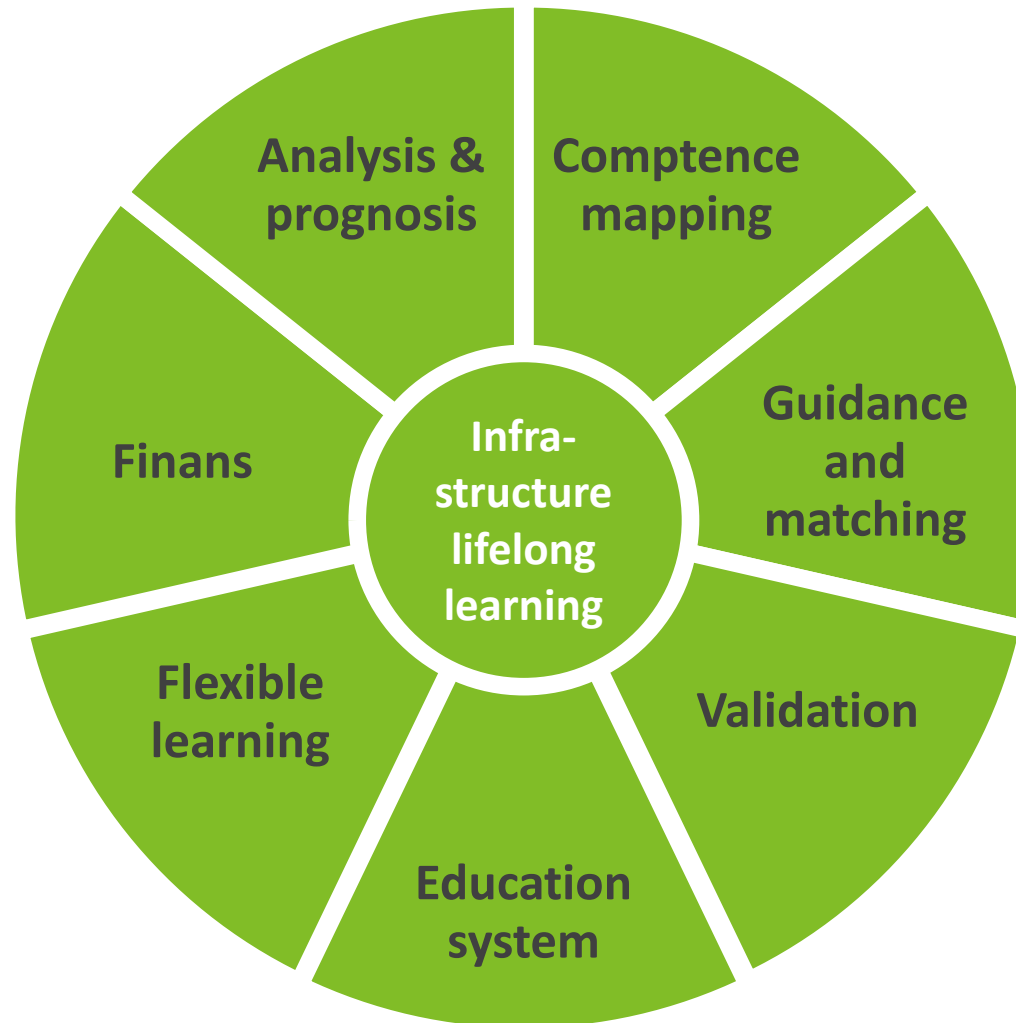 Analysis &
prognosis
Comptence
mapping
Guidance
and
matching
Validation
Education
system
Flexible
learning
Finans
Infra-
structure
lifelong
learning